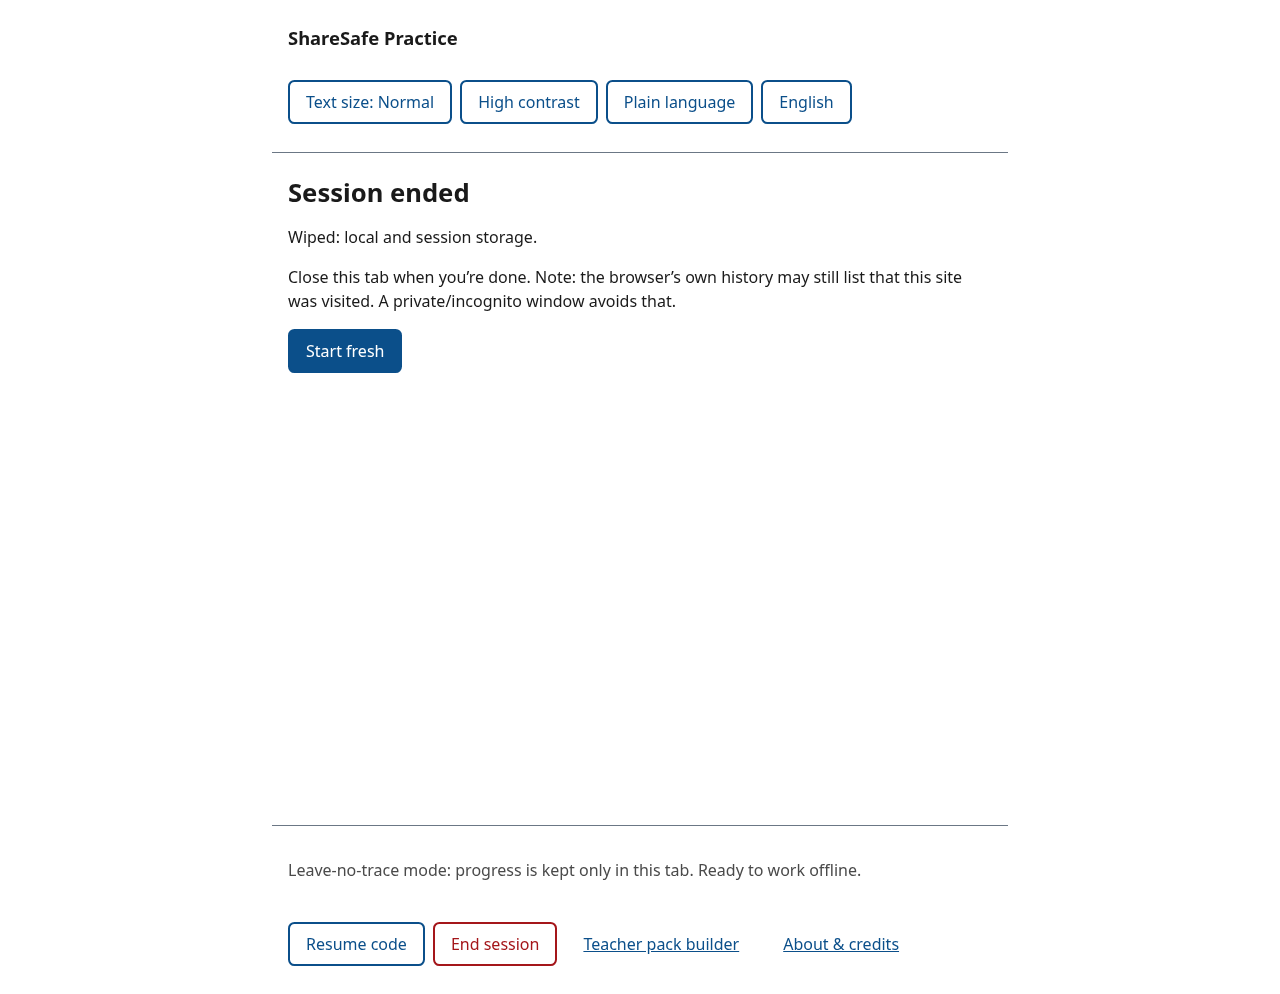 ShareSafe Practice
Text size: Normal
High contrast
Plain language
English
Session ended
Wiped: local and session storage.
Close this tab when you’re done. Note: the browser’s own history may still list that this site
was visited. A private/incognito window avoids that.
Start fresh
Leave-no-trace mode: progress is kept only in this tab. Ready to work offline.
Resume code
End session
Teacher pack builder
About & credits